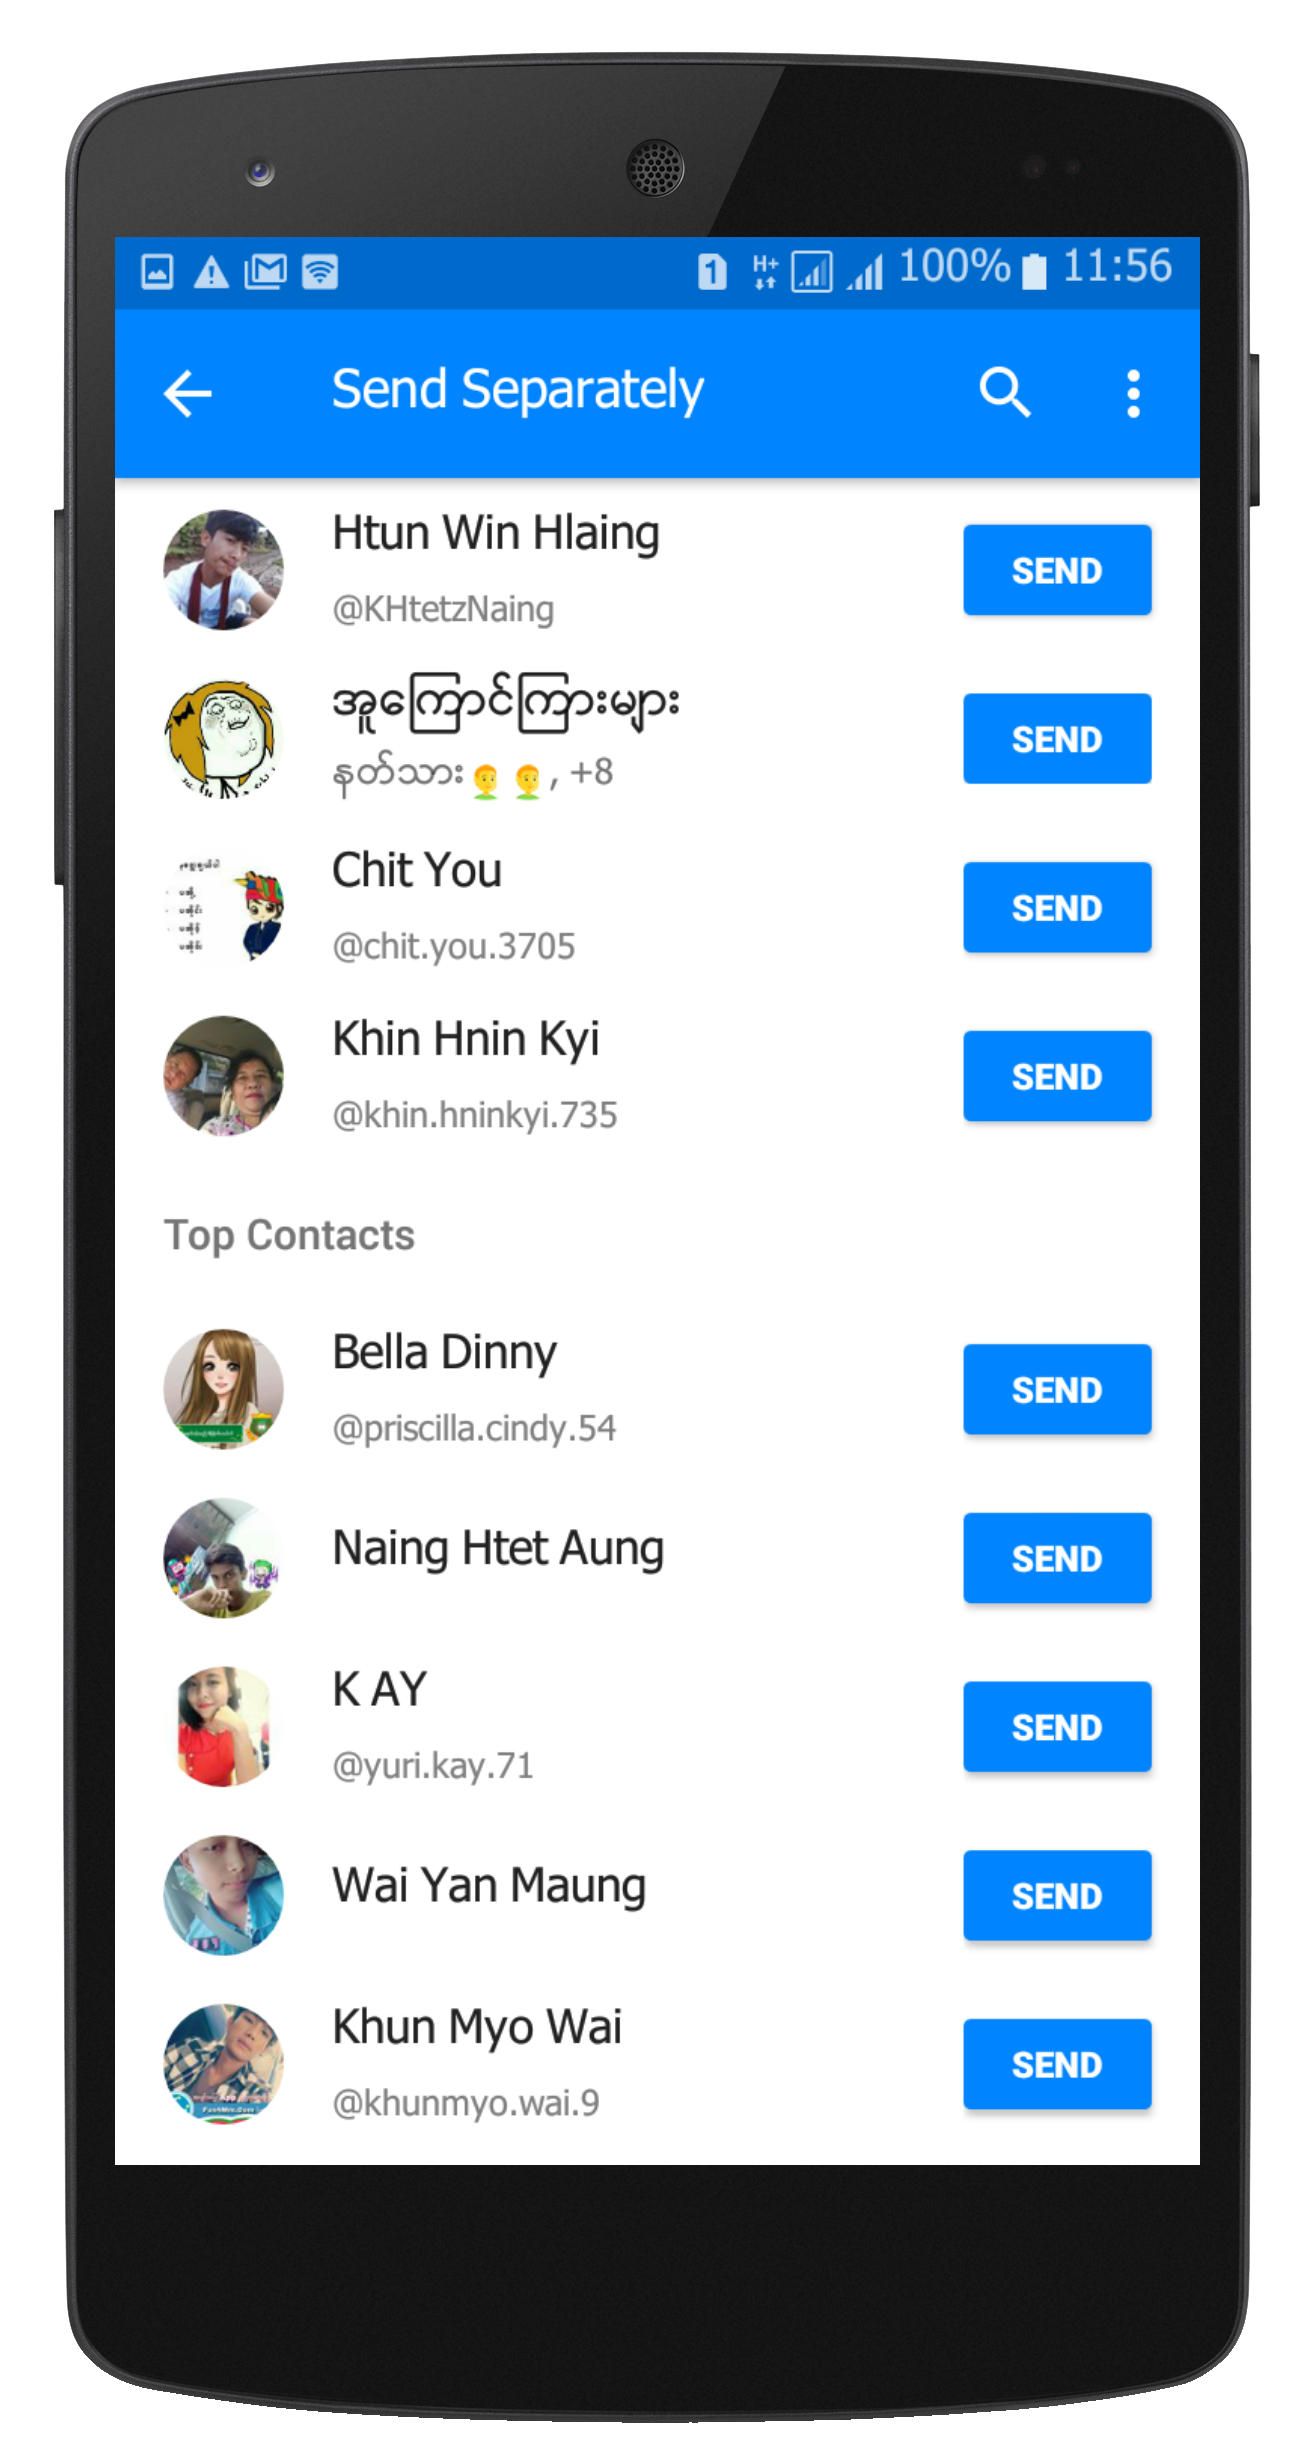 H+
1
100%
11:56
Send Separately
Htun Win Hlaing
@KHtetzNaing
SEND
အူကြောင်ကြားများ
နတ်သား🤦‍♂️🤦‍♂️, +8
SEND
Chit You
@chit.you.3705
SEND
Khin Hnin Kyi
@khin.hninkyi.735
SEND
Top Contacts
Bella Dinny
@priscilla.cindy.54
SEND
Naing Htet Aung
SEND
K AY
@yuri.kay.71
SEND
Wai Yan Maung
SEND
Khun Myo Wai
@khunmyo.wai.9
SEND